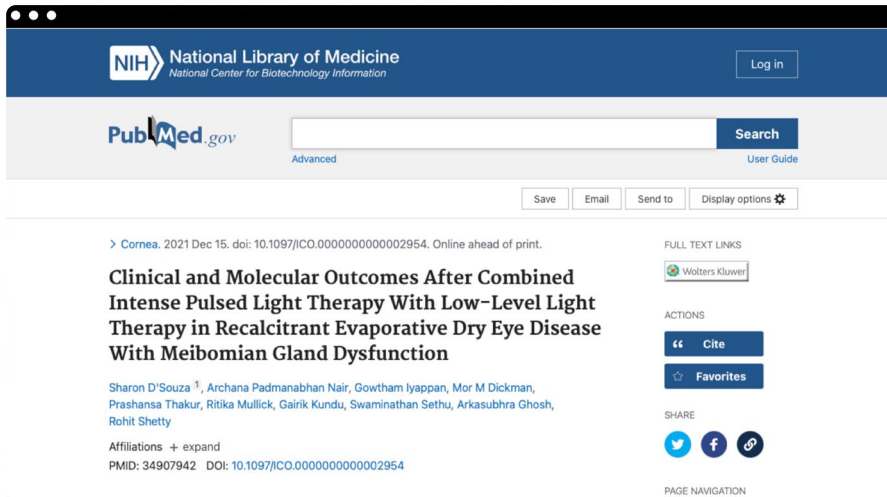 NIH National Library of Medicine
National Center for Biotechnology Information
Log in
PubMed.gov
Search
Advanced
User Guide
Save
Email
Send to
Display options
Cornea. 2021 Dec 15. doi: 10.1097/ICO.0000000000002954. Online ahead of print.
Clinical and Molecular Outcomes After Combined
Intense Pulsed Light Therapy With Low-Level Light
Therapy in Recalcitrant Evaporative Dry Eye Disease
With Meibomian Gland Dysfunction
Sharon D'Souza 1, Archana Padmanabhan Nair, Gowtham Iyappan, Mor M Dickman,
Prashansa Thakur, Ritika Mullick, Gairik Kundu, Swaminathan Sethu, Arkasubhra Ghosh,
Rohit Shetty
Affiliations + expand
PMID: 34907942 DOI: 10.1097/ICO.0000000000002954
FULL TEXT LINKS
Wolters Kluwer
ACTIONS
Cite
Favorites
SHARE
PAGE NAVIGATION